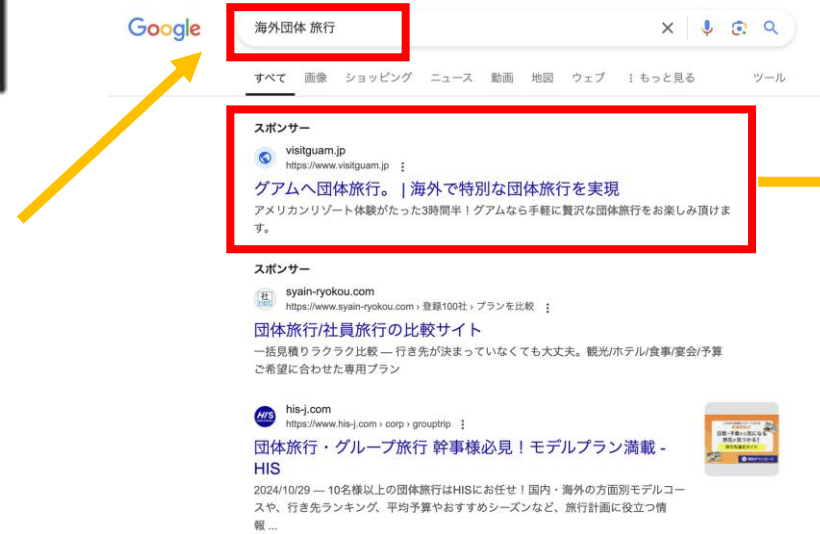 Google
海外団体 旅行
すべて 画像 ショッピング ニュース 動画 地図 ウェブ もっと見る ツール
スポンサー
visitguam.jp
https://www.visitguam.jp
グアムへ団体旅行。 | 海外で特別な団体旅行を実現
アメリカンリゾート体験がたった3時間半！グアムなら手軽に贅沢な団体旅行をお楽しみ頂けま
す。
スポンサー
syain-ryokou.com
https://www.syain-ryokou.com › 登録100社 › プランを比較
団体旅行/社員旅行の比較サイト
一括見積りラクラク比較 — 行き先が決まっていなくても大丈夫。観光/ホテル/食事/宴会/予算
ご希望に合わせた専用プラン
HIS
his-j.com
https://www.his-j.com › corp › grouptrip
団体旅行・グループ旅行 幹事様必見！モデルプラン満載 -
HIS
2024/10/29 — 10名様以上の団体旅行はHISにお任せ！国内・海外の方面別モデルコー
スや、行き先ランキング、平均予算やおすすめシーズンなど、旅行計画に役立つ情
報 ...